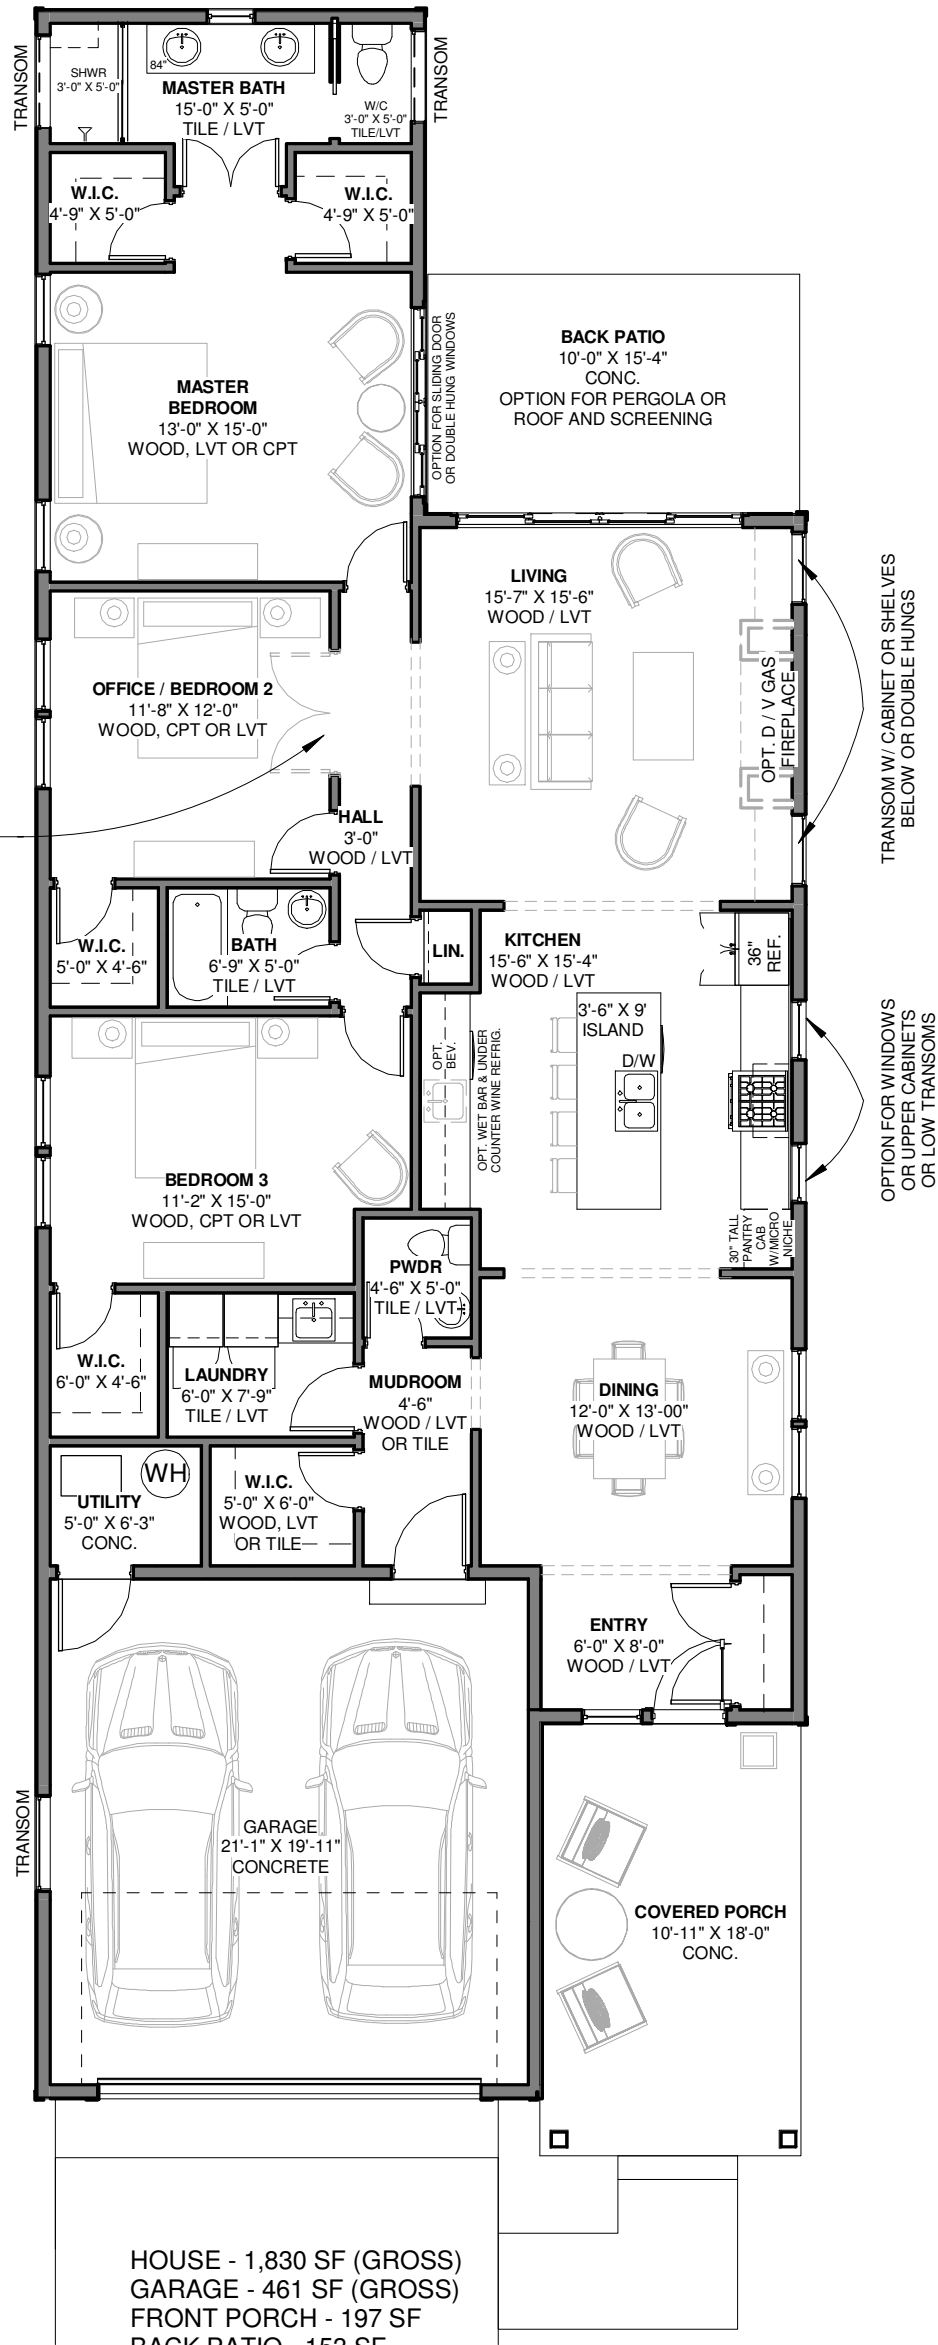 TRANSOM
SHWR
3'-0" X 5'-0"
84"
MASTER BATH
15'-0" X 5'-0"
TILE / LVT
W/C
3'-0" X 5'-0"
TILE/LVT
TRANSOM
W.I.C.
4'-9" X 5'-0"
W.I.C.
4'-9" X 5'-0"
MASTER
BEDROOM
13'-0" X 15'-0"
WOOD, LVT OR CPT
OPTION FOR SLIDING DOOR
OR DOUBLE HUNG WINDOWS
BACK PATIO
10'-0" X 15'-4"
CONC.
OPTION FOR PERGOLA OR
ROOF AND SCREENING
LIVING
15'-7" X 15'-6"
WOOD / LVT
OPT. D / V GAS
FIREPLACE
TRANSOM W/ CABINET OR SHELVES
BELOW OR DOUBLE HUNGS
OFFICE / BEDROOM 2
11'-8" X 12'-0"
WOOD, CPT OR LVT
HALL
3'-0"
WOOD / LVT
W.I.C.
5'-0" X 4'-6"
BATH
6'-9" X 5'-0"
TILE / LVT
LIN.
KITCHEN
15'-6" X 15'-4"
WOOD / LVT
36"
REF.
3'-6" X 9'
ISLAND
D/W
OPT.
BEV.
OPT. WET BAR & UNDER
COUNTER WINE REFRIG.
OPTION FOR WINDOWS
OR UPPER CABINETS
OR LOW TRANSOMS
30" TALL
PANTRY
CAB
W/MICRO
NICHE
BEDROOM 3
11'-2" X 15'-0"
WOOD, CPT OR LVT
PWDR
4'-6" X 5'-0"
TILE / LVT
W.I.C.
6'-0" X 4'-6"
LAUNDRY
6'-0" X 7'-9"
TILE / LVT
MUDROOM
4'-6"
WOOD / LVT
OR TILE
DINING
12'-0" X 13'-00"
WOOD / LVT
WH
UTILITY
5'-0" X 6'-3"
CONC.
W.I.C.
5'-0" X 6'-0"
WOOD, LVT
OR TILE
ENTRY
6'-0" X 8'-0"
WOOD / LVT
TRANSOM
GARAGE
21'-1" X 19'-11"
CONCRETE
COVERED PORCH
10'-11" X 18'-0"
CONC.
HOUSE - 1,830 SF (GROSS)
GARAGE - 461 SF (GROSS)
FRONT PORCH - 197 SF
BACK PATIO - 153 SF